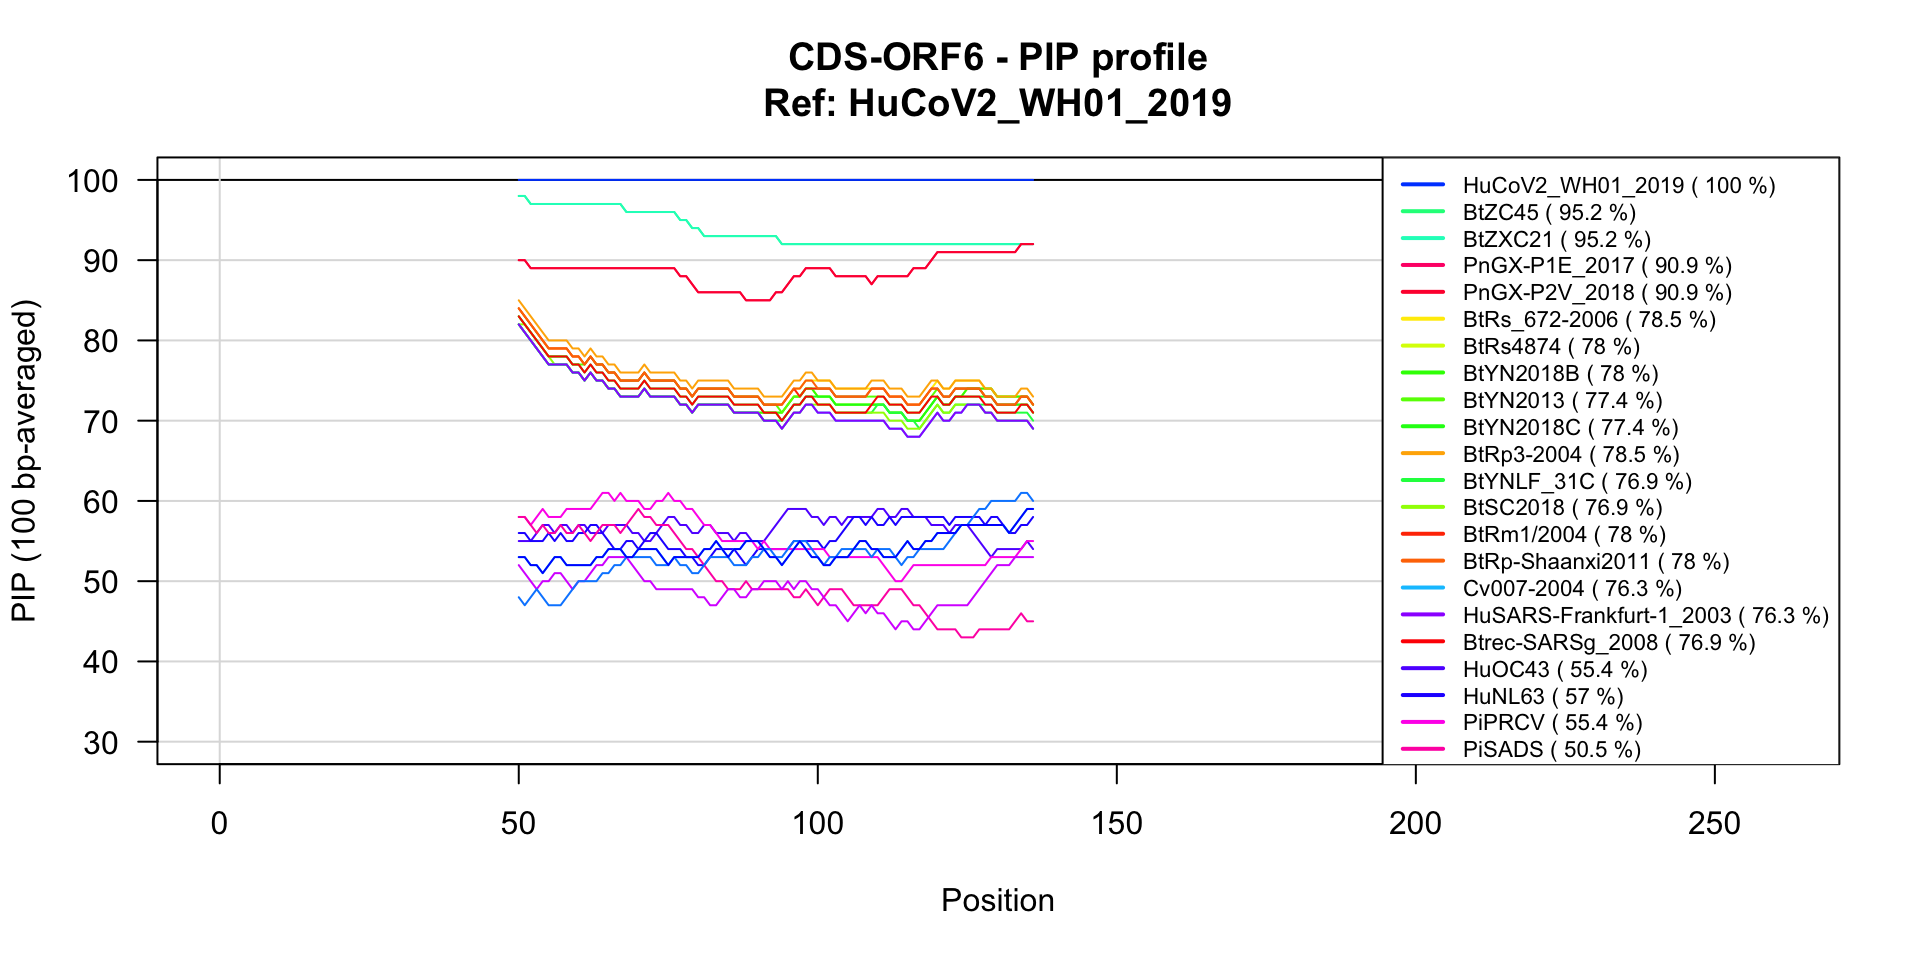 CDS-ORF6 - PIP profile
Ref: HuCoV2_WH01_2019
PIP (100 bp-averaged)
100
90
80
70
60
50
40
30
HuCoV2_WH01_2019 ( 100 %)
BtZC45 ( 95.2 %)
BtZXC21 ( 95.2 %)
PnGX-P1E_2017 ( 90.9 %)
PnGX-P2V_2018 ( 90.9 %)
BtRs_672-2006 ( 78.5 %)
BtRs4874 ( 78 %)
BtYN2018B ( 78 %)
BtYN2013 ( 77.4 %)
BtYN2018C ( 77.4 %)
BtRp3-2004 ( 78.5 %)
BtYNLF_31C ( 76.9 %)
BtSC2018 ( 76.9 %)
BtRm1/2004 ( 78 %)
BtRp-Shaanxi2011 ( 78 %)
Cv007-2004 ( 76.3 %)
HuSARS-Frankfurt-1_2003 ( 76.3 %)
Btrec-SARSg_2008 ( 76.9 %)
HuOC43 ( 55.4 %)
HuNL63 ( 57 %)
PiPRCV ( 55.4 %)
PiSADS ( 50.5 %)
0 50 100 150 200 250
Position